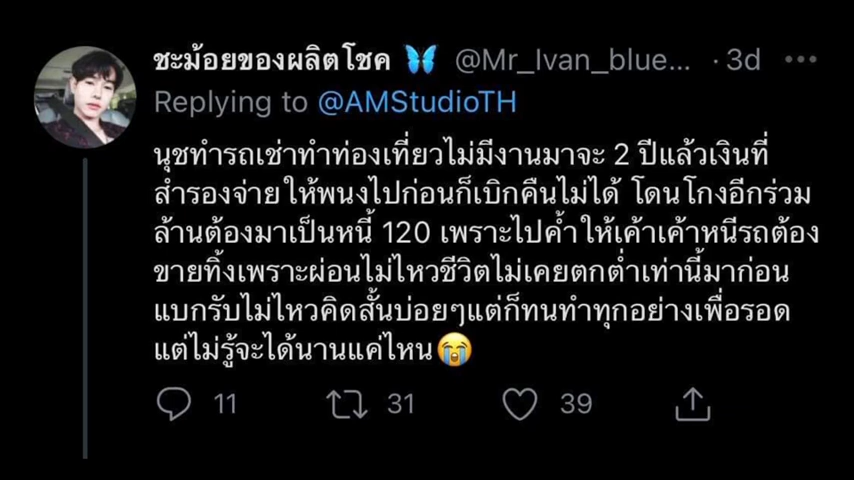 ชะม้อยของผลิตโชค 🦋 @Mr_Ivan_blue... · 3d
Replying to @AMStudioTH
นุชทำรถเช่าทำท่องเที่ยวไม่มีงานมาจะ 2 ปีแล้วเงินที่
สำรองจ่ายให้พนงไปก่อนก็เบิกคืนไม่ได้ โดนโกงอีกร่วม
ล้านต้องมาเป็นหนี้ 120 เพราะไปค้ำให้เค้าเค้าหนีรถต้อง
ขายทิ้งเพราะผ่อนไม่ไหวชีวิตไม่เคยตกต่ำเท่านี้มาก่อน
แบกรับไม่ไหวคิดสั้นบ่อยๆแต่ก็ทนทำทุกอย่างเพื่อรอด
แต่ไม่รู้จะได้นานแค่ไหน😭
11 31 39